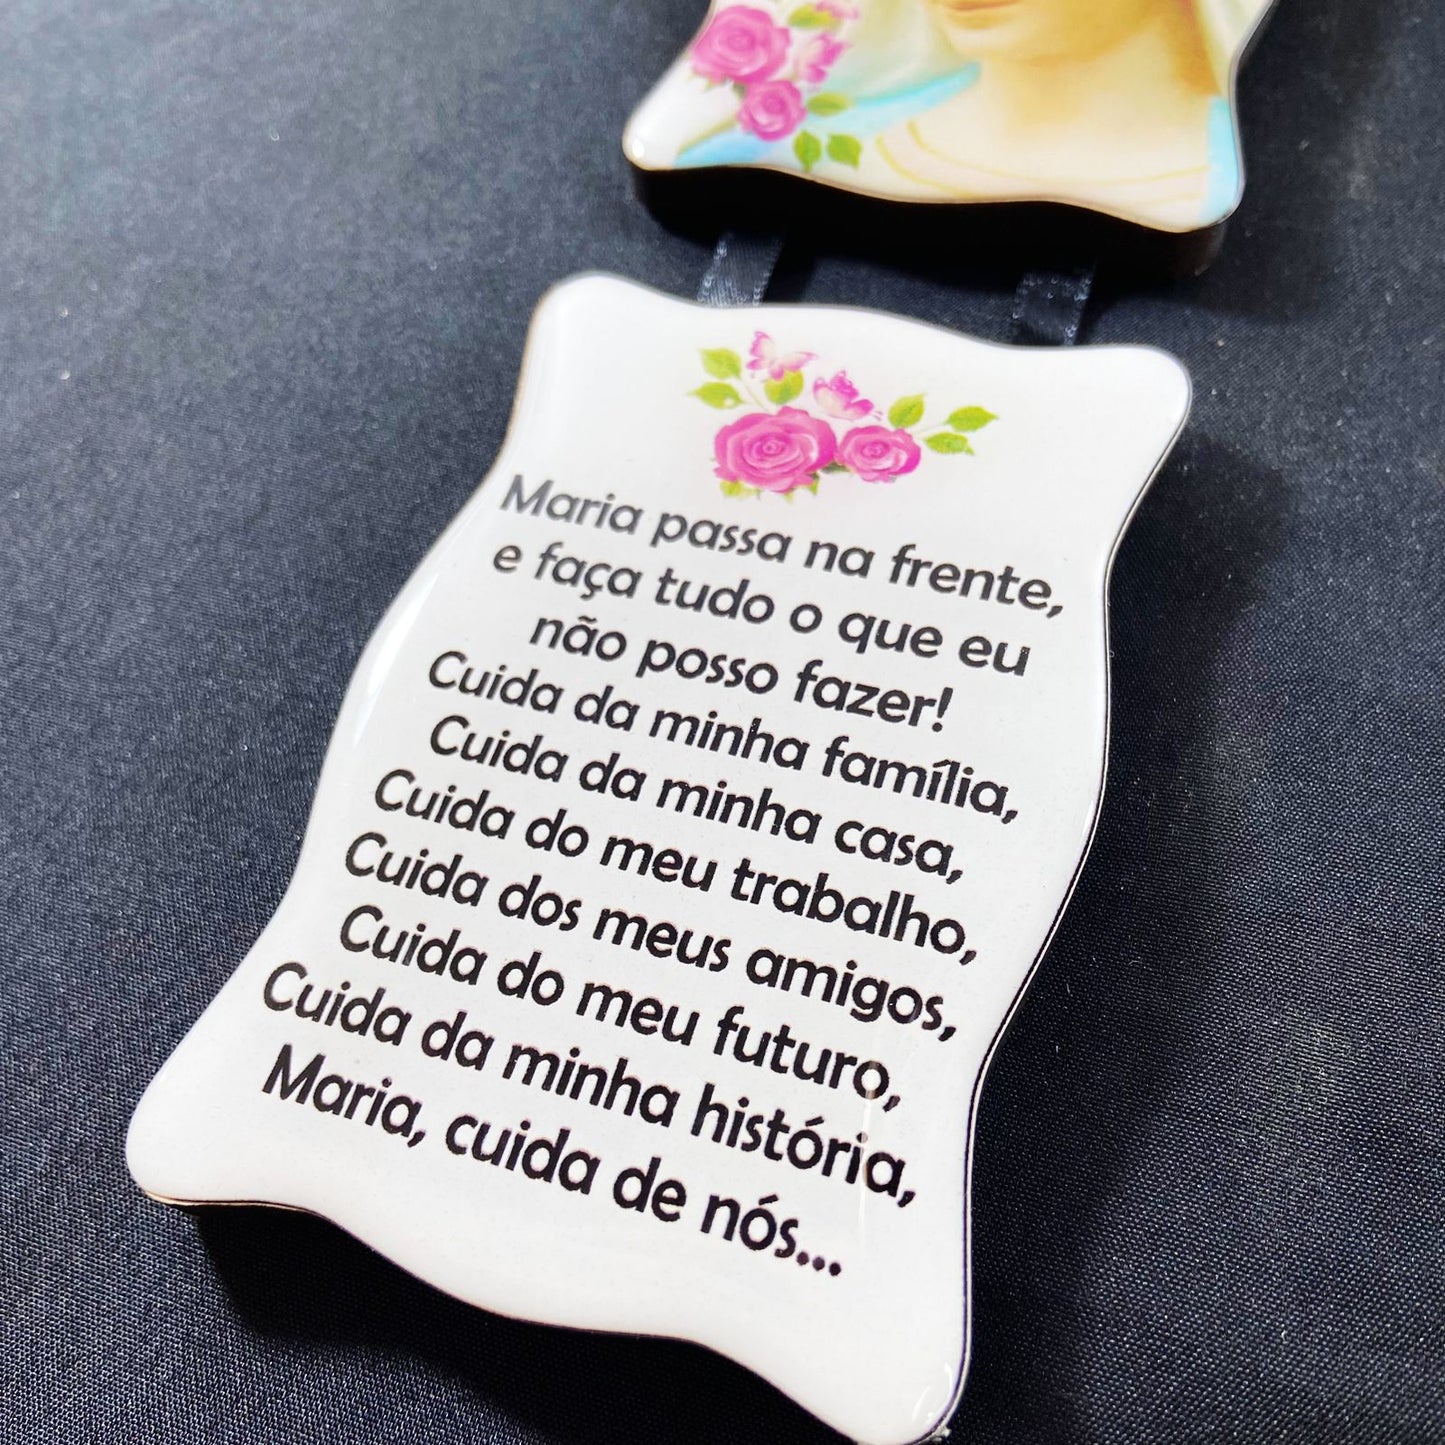 Maria passa na frente,
e faça tudo o que eu
não posso fazer!
Cuida da minha família,
Cuida da minha casa,
Cuida do meu trabalho,
Cuida dos meus amigos,
Cuida do meu futuro,
Cuida da minha história,
Maria, cuida de nós...